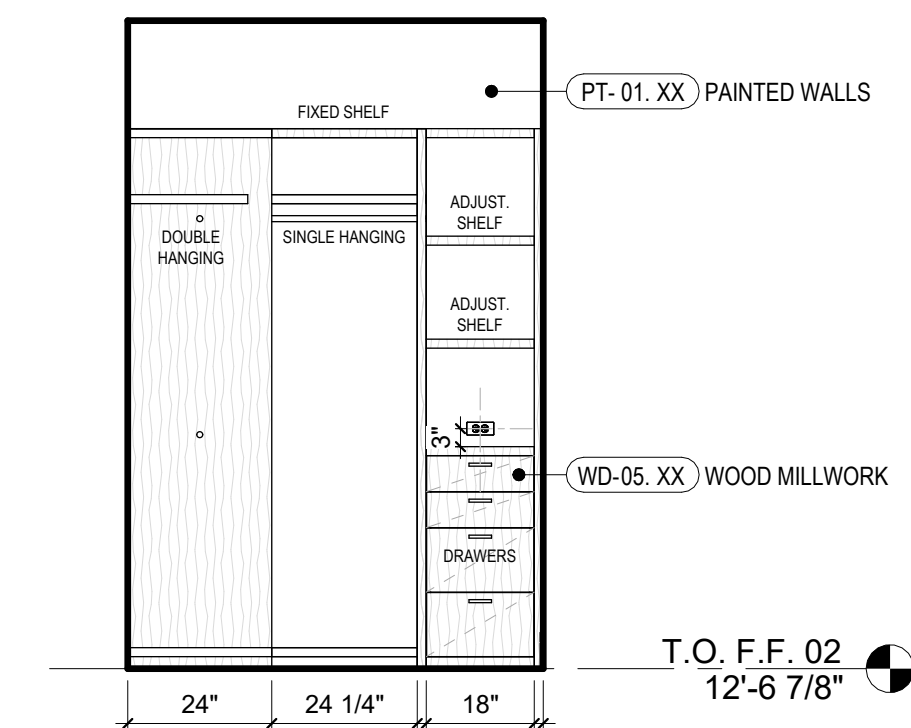 PT- 01. XX PAINTED WALLS
FIXED SHELF
ADJUST.
SHELF
DOUBLE
HANGING
SINGLE HANGING
ADJUST.
SHELF
3"
WD-05. XX WOOD MILLWORK
DRAWERS
T.O. F.F. 02
12'-6 7/8"
24" 24 1/4" 18"